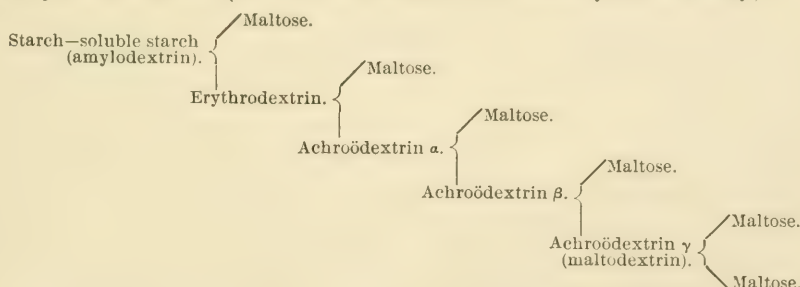 Maltose.
Starch—soluble starch
(amylodextrin).
Maltose.
Erythrodextrin.
Maltose.
Achroödextrin α.
Maltose.
Achroödextrin β.
Maltose.
Achroödextrin γ
(maltodextrin).
Maltose.